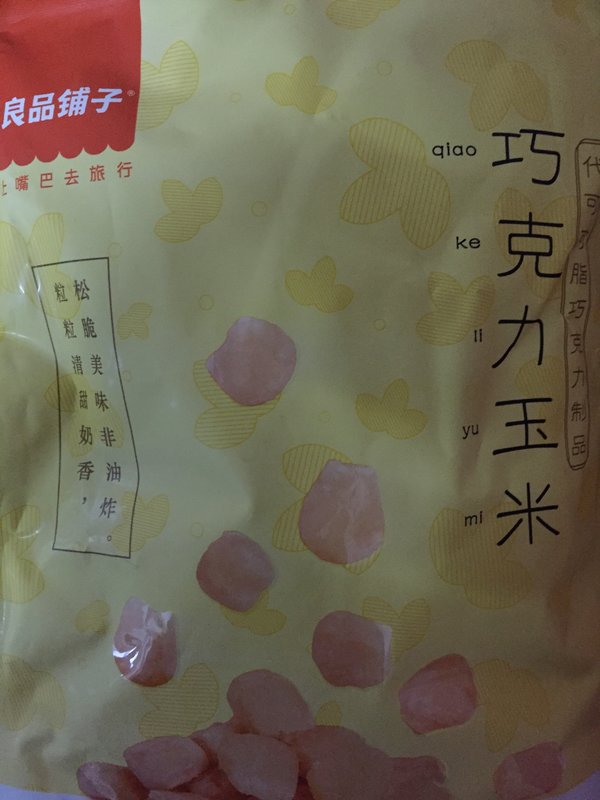 良品铺子®
让嘴巴去旅行
qiao
ke
li
yu
mi
巧克力玉米
代可可脂巧克力制品
松脆美味非油炸。
粒粒清甜奶香，